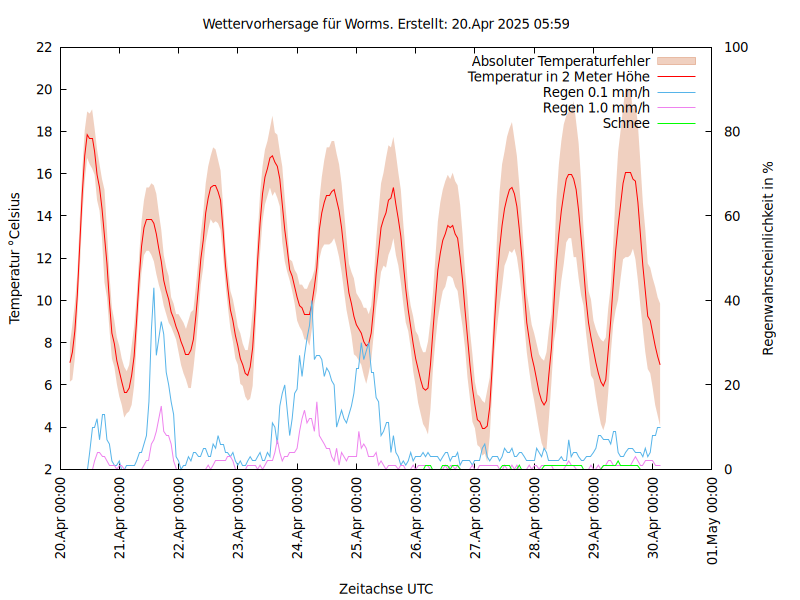 Wettervorhersage für Worms. Erstellt: 20.Apr 2025 05:59
Temperatur °Celsius
22
20
18
16
14
12
10
8
6
4
2
Absoluter Temperaturfehler
Temperatur in 2 Meter Höhe
Regen 0.1 mm/h
Regen 1.0 mm/h
Schnee
100
80
60
40
20
0
Regenwahrscheinlichkeit in %
20.Apr 00:00
21.Apr 00:00
22.Apr 00:00
23.Apr 00:00
24.Apr 00:00
25.Apr 00:00
26.Apr 00:00
27.Apr 00:00
28.Apr 00:00
29.Apr 00:00
30.Apr 00:00
01.May 00:00
Zeitachse UTC